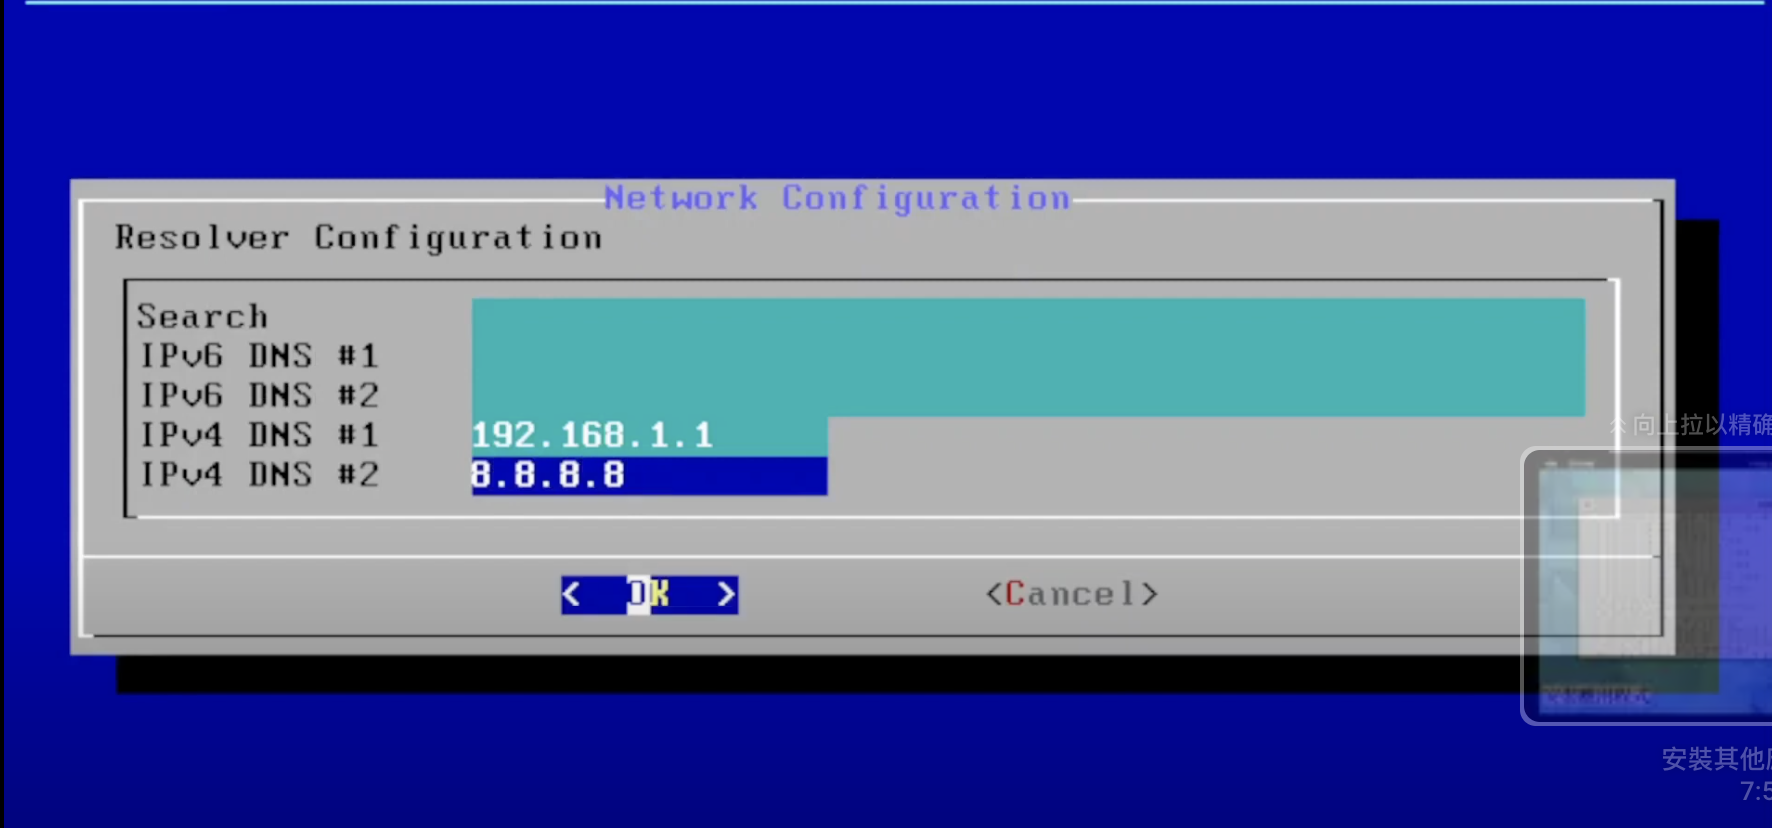 Network Configuration
Resolver Configuration
Search
IPv6 DNS #1
IPv6 DNS #2
IPv4 DNS #1 192.168.1.1
IPv4 DNS #2 8.8.8.8
< OK > <Cancel>
向上拉以精確
安裝其他
7:5